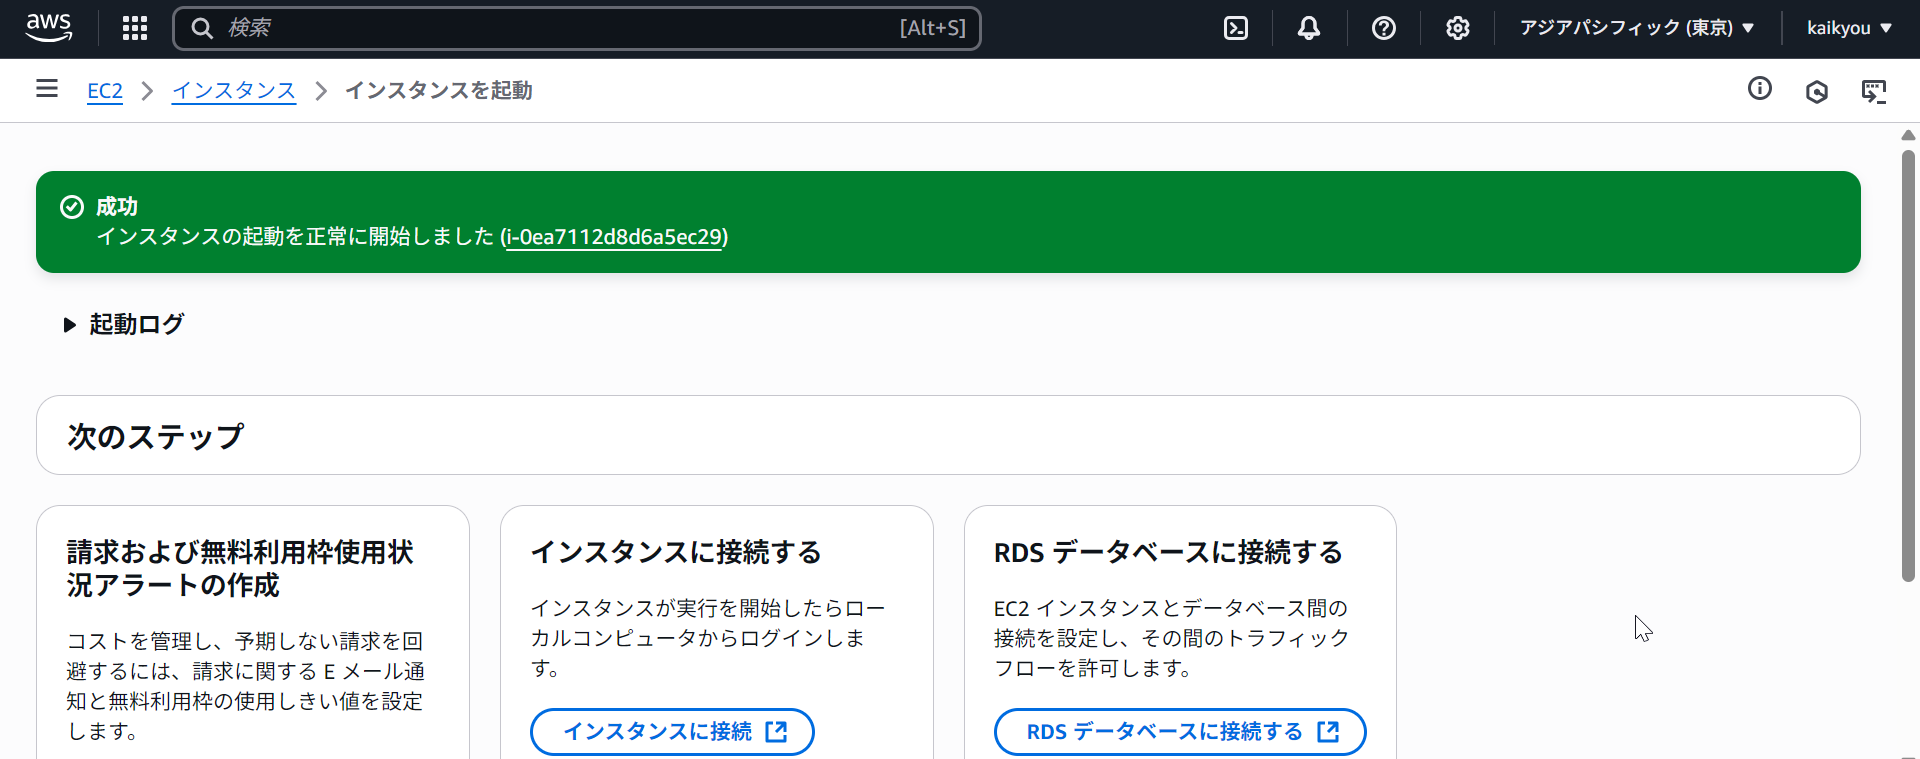 aws
検索
[Alt+S]
アジアパシフィック (東京)
kaikyou
EC2
インスタンス
インスタンスを起動
成功
インスタンスの起動を正常に開始しました (i-0ea7112d8d6a5ec29)
起動ログ
次のステップ
請求および無料利用枠使用状
況アラートの作成
コストを管理し、予期しない請求を回
避するには、請求に関する E メール通
知と無料利用枠の使用しきい値を設定
します。
インスタンスに接続する
インスタンスが実行を開始したらロー
カルコンピュータからログインしま
す。
インスタンスに接続
RDS データベースに接続する
EC2 インスタンスとデータベース間の
接続を設定し、その間のトラフィック
フローを許可します。
RDS データベースに接続する